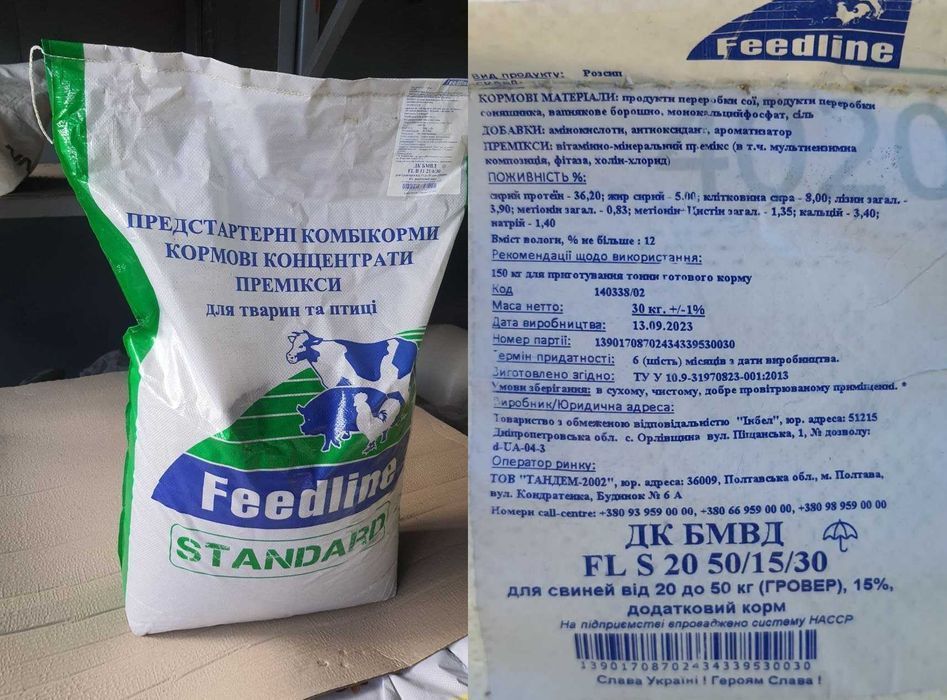 Feedline
ДК БМВД
ПРЕДСТАРТЕРНІ КОМБІКОРМИ
КОРМОВІ КОНЦЕНТРАТИ
ПРЕМІКСИ
для тварин та птиці
Feedline
STANDARD
Feedline
вид продукту: Розсип
КОРМОВІ МАТЕРІАЛИ: продукти переробки сої, продукти переробки
соняшника, вапнякове борошно, монокальційфосфат, сіль
ДОБАВКИ: амінокислоти, антиоксидант, ароматизатор
ПРЕМІКСИ: вітамінно-мінеральний премікс (в т.ч. мультиензимна
композиція, фітаза, холін-хлорид)
ПОЖИВНІСТЬ %:
сирий протеїн - 36,20; жир сирий - 5,00; клітковина сира - 8,00; лізин загал. -
3,90; метіонін загал. - 0,83; метіонін+Цистін загал. - 1,35; кальцій - 3,40;
натрій - 1,40
Вміст вологи, % не більше : 12
Рекомендації щодо використання:
150 кг для приготування тонни готового корму
Код 140338/02
Маса нетто: 30 кг. +/-1%
Дата виробництва: 13.09.2023
Номер партії: 13901708702434339530030
Термін придатності: 6 (шість) місяців з дати виробництва.
Виготовлено згідно: ТУ У 10.9-31970823-001:2013
Умови зберігання: в сухому, чистому, добре провітрюваному приміщенні. *
Виробник/Юридична адреса:
Товариство з обмеженою відповідальністю "Інбел", юр. адреса: 51215
Дніпропетровська обл. с. Орлівщина вул. Піщанська, 1, № дозволу:
d-UA-04-3
Оператор ринку:
ТОВ "ТАНДЕМ-2002", юр. адреса: 36009, Полтавська обл., м. Полтава,
вул. Кондратенка, Будинок № 6 А
Номери call-centre: +380 93 959 00 00, +380 66 959 00 00, +380 98 959 00 00
ДК БМВД
FL S 20 50/15/30
для свиней від 20 до 50 кг (ГРОВЕР), 15%,
додатковий корм
На підприємстві впроваджено систему НАССР
13901708702434339530030
Слава Україні ! Героям Слава !